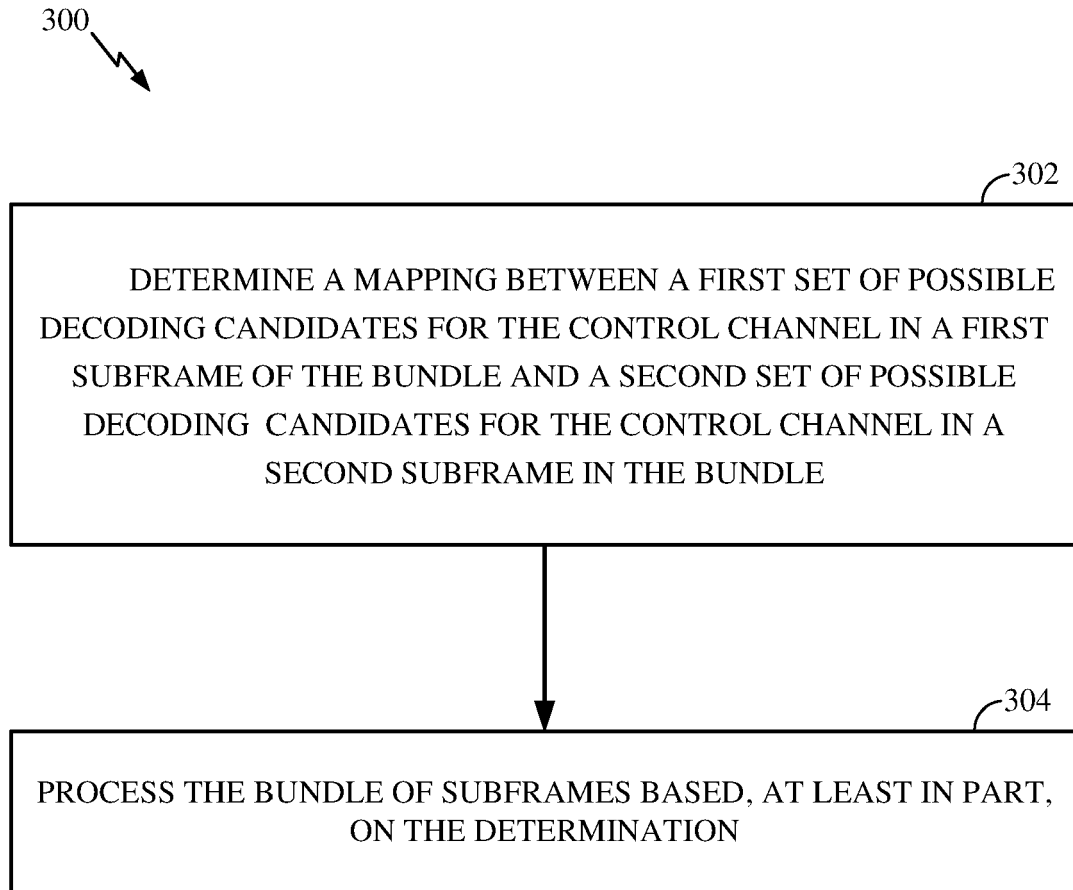 300
302
DETERMINE A MAPPING BETWEEN A FIRST SET OF POSSIBLE
DECODING CANDIDATES FOR THE CONTROL CHANNEL IN A FIRST
SUBFRAME OF THE BUNDLE AND A SECOND SET OF POSSIBLE
DECODING CANDIDATES FOR THE CONTROL CHANNEL IN A
SECOND SUBFRAME IN THE BUNDLE
304
PROCESS THE BUNDLE OF SUBFRAMES BASED, AT LEAST IN PART,
ON THE DETERMINATION